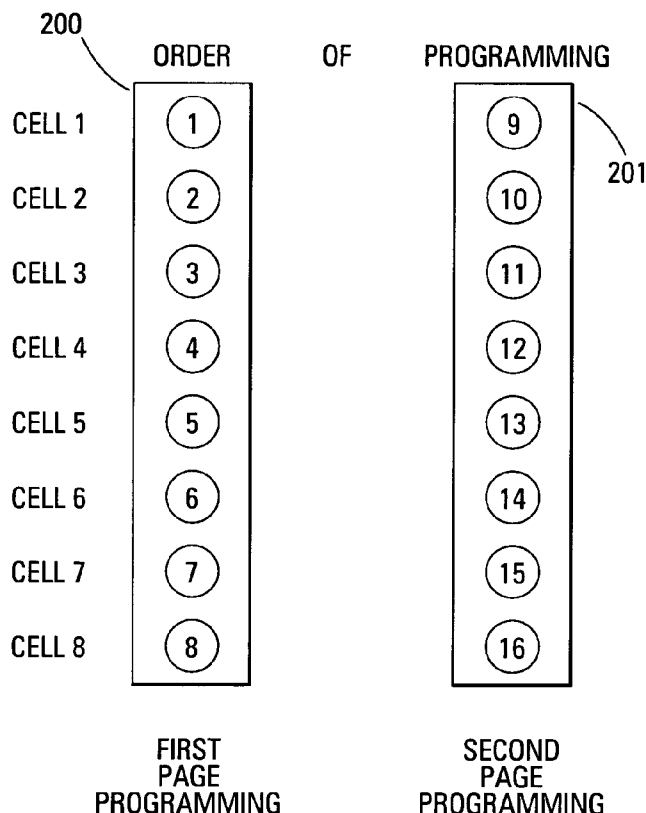 200
ORDER OF PROGRAMMING
CELL 1 1 9
201
CELL 2 2 10
CELL 3 3 11
CELL 4 4 12
CELL 5 5 13
CELL 6 6 14
CELL 7 7 15
CELL 8 8 16
FIRST
PAGE
PROGRAMMING
SECOND
PAGE
PROGRAMMING